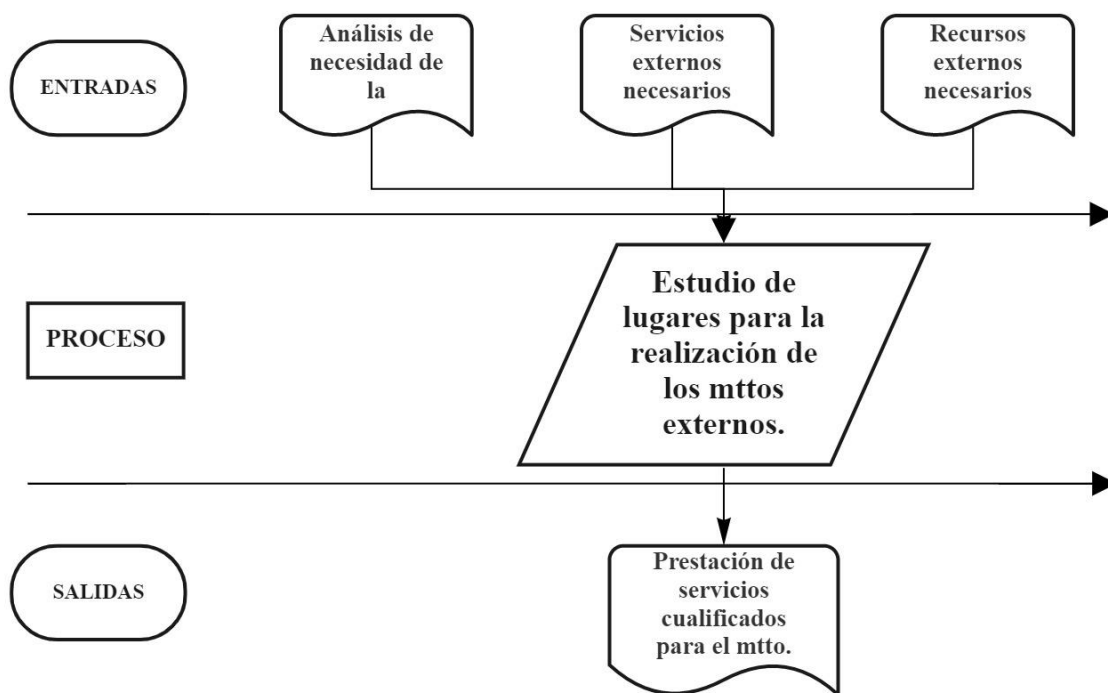 ENTRADAS
Análisis de
necesidad de
la
Servicios
externos
necesarios
Recursos
externos
necesarios
PROCESO
Estudio de
lugares para la
realización de
los mttos
externos.
SALIDAS
Prestación de
servicios
cualificados
para el mtto.